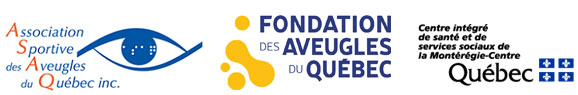 Association
Sportive
des Aveugles
du Québec inc.
FONDATION
DES AVEUGLES
DU QUÉBEC
Centre intégré
de santé et de
services sociaux de
la Montérégie-Centre
Québec